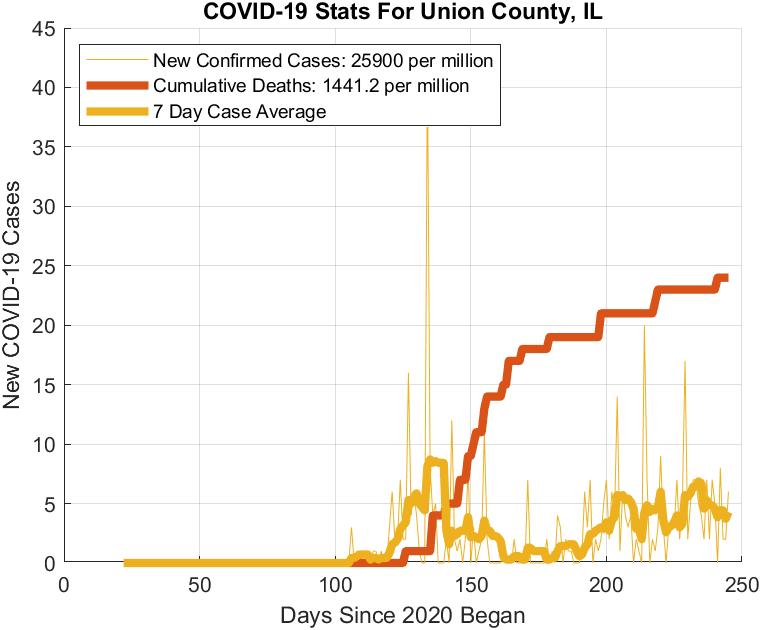 COVID-19 Stats For Union County, IL
New Confirmed Cases: 25900 per million
Cumulative Deaths: 1441.2 per million
7 Day Case Average
New COVID-19 Cases
45
40
35
30
25
20
15
10
5
0
0 50 100 150 200 250
Days Since 2020 Began